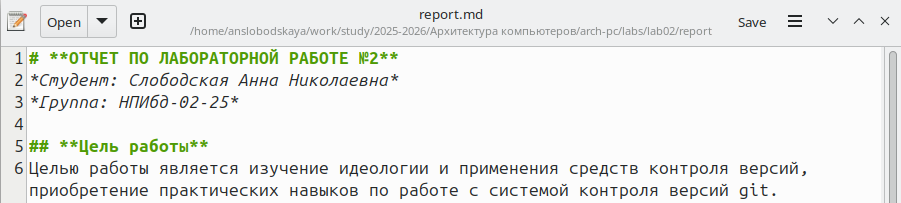 Open
report.md
/home/anslobodskaya/work/study/2025-2026/Архитектура компьютеров/arch-pc/labs/lab02/report
Save
1 # **ОТЧЕТ ПО ЛАБОРАТОРНОЙ РАБОТЕ №2**
2 *Студент: Слободская Анна Николаевна*
3 *Группа: НПИбд-02-25*
4
5 ## **Цель работы**
6 Целью работы является изучение идеологии и применения средств контроля версий,
приобретение практических навыков по работе с системой контроля версий git.